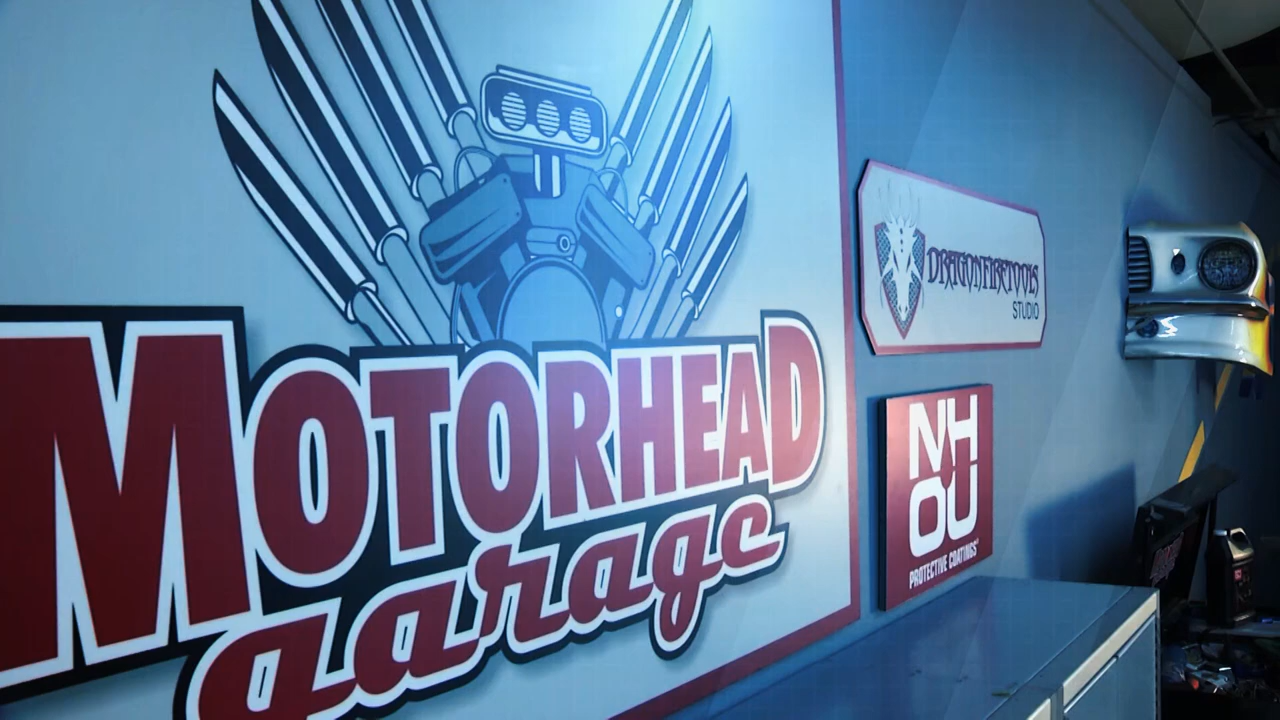 MOTORHEAD
garage
DRAGONFIRETOOLS
STUDIO
NH
OU
PROTECTIVE COATINGS